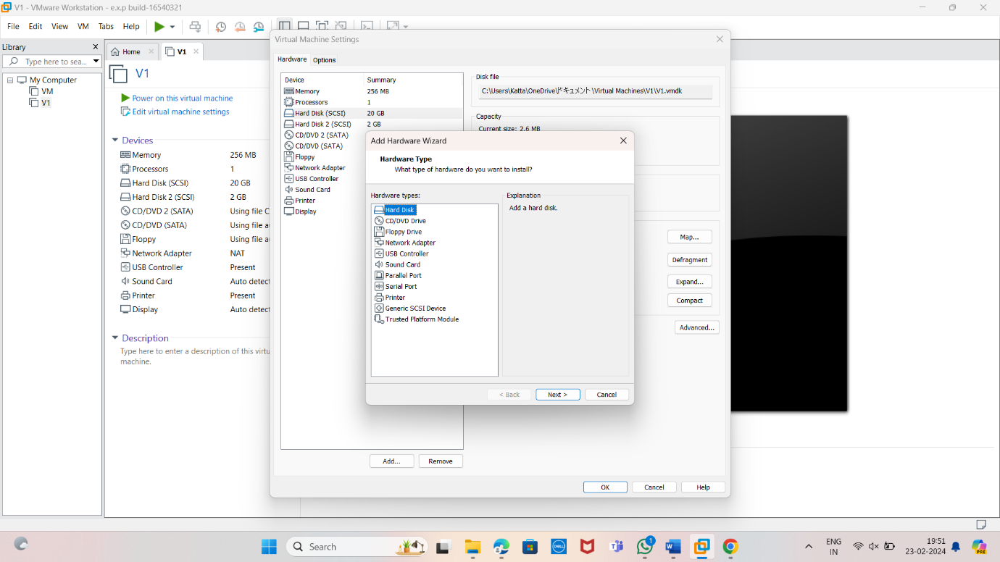 V1 - VMware Workstation - e.x.p build-16540321
File Edit View VM Tabs Help
Library
Type here to sea...
My Computer
VM
V1
Home
V1
V1
Power on this virtual machine
Edit virtual machine settings
Devices
Memory 256 MB
Processors 1
Hard Disk (SCSI) 20 GB
Hard Disk 2 (SCSI) 2 GB
CD/DVD 2 (SATA) Using file C
CD/DVD (SATA) Using file a
Floppy Using file a
Network Adapter NAT
USB Controller Present
Sound Card Auto detect
Printer Present
Display Auto detect
Description
Type here to enter a description of this virtu
machine.
Virtual Machine Settings
Hardware Options
Device Summary
Memory 256 MB
Processors 1
Hard Disk (SCSI) 20 GB
Hard Disk 2 (SCSI) 2 GB
CD/DVD 2 (SATA)
CD/DVD (SATA)
Floppy
Network Adapter
USB Controller
Sound Card
Printer
Display
Disk file
C:\Users\Katta\OneDrive\ドキュメント\Virtual Machines\V1\V1.vmdk
Capacity
Current size: 2.6 MB
Map...
Defragment
Expand...
Compact
Advanced...
Add Hardware Wizard
Hardware Type
What type of hardware do you want to install?
Hardware types:
Hard Disk
CD/DVD Drive
Floppy Drive
Network Adapter
USB Controller
Sound Card
Parallel Port
Serial Port
Printer
Generic SCSI Device
Trusted Platform Module
Explanation
Add a hard disk.
< Back Next > Cancel
Add... Remove
OK Cancel Help
Search
DELL
1
PRE
ENG
IN
19:51
23-02-2024